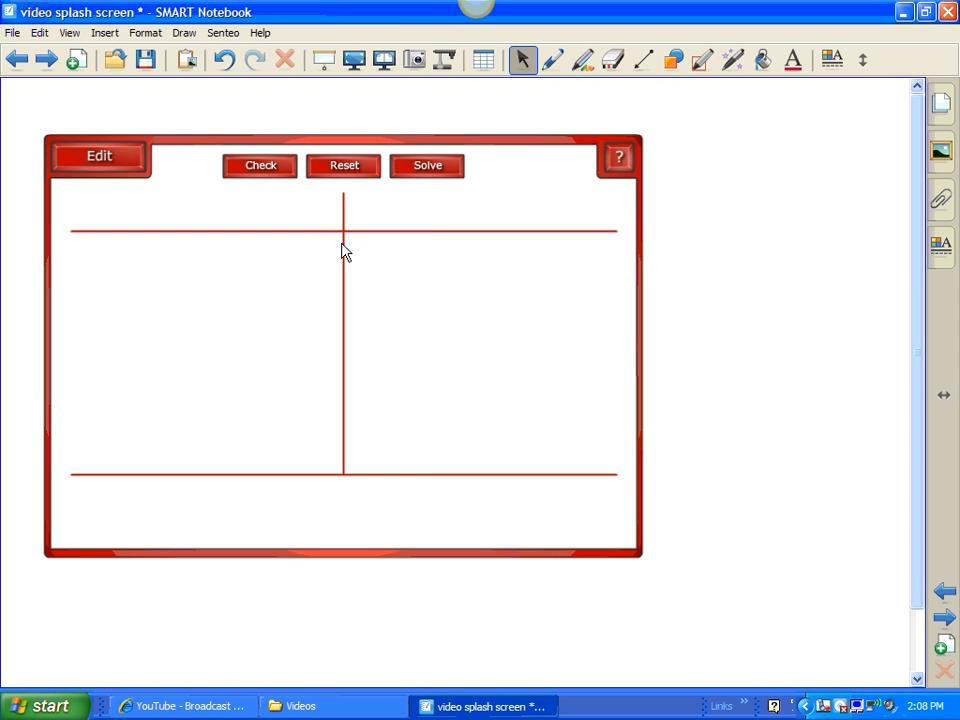 video splash screen * - SMART Notebook
File Edit View Insert Format Draw Senteo Help
Edit
Check Reset Solve
?
start
YouTube - Broadcast ...
Videos
video splash screen *...
Links
2:08 PM